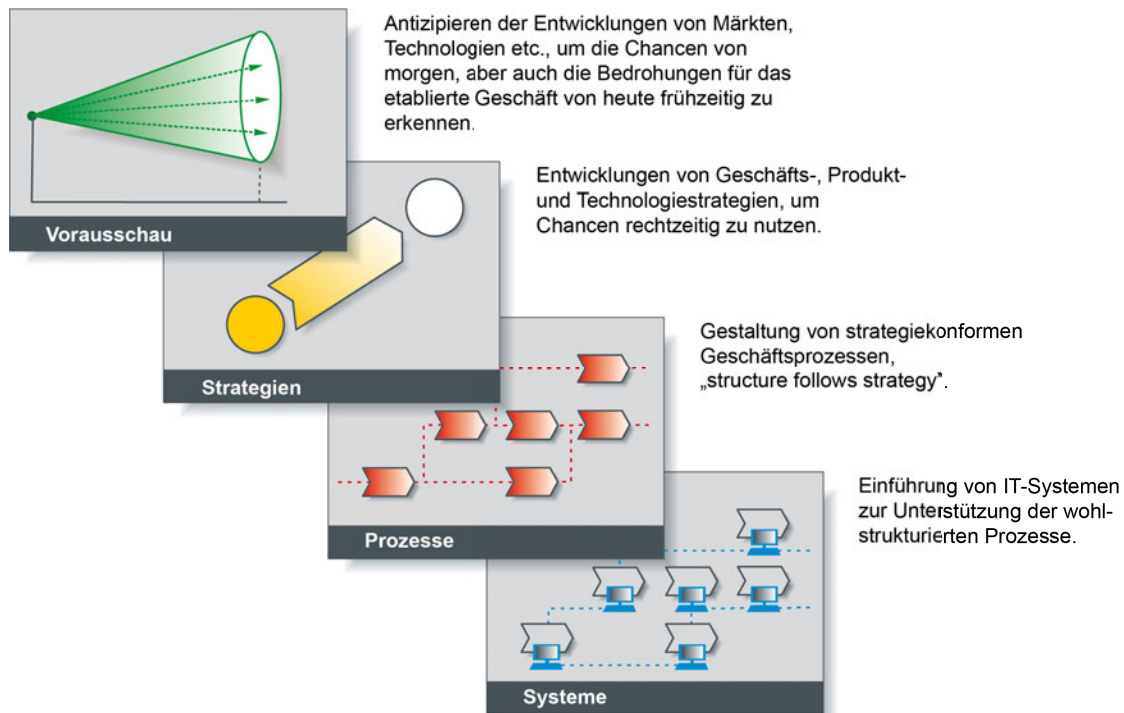 Antizipieren der Entwicklungen von Märkten,
Technologien etc., um die Chancen von
morgen, aber auch die Bedrohungen für das
etablierte Geschäft von heute frühzeitig zu
erkennen.
Vorausschau
Entwicklungen von Geschäfts-, Produkt-
und Technologiestrategien, um
Chancen rechtzeitig zu nutzen.
Strategien
Gestaltung von strategiekonformen
Geschäftsprozessen,
„structure follows strategy“.
Prozesse
Einführung von IT-Systemen
zur Unterstützung der wohl-
strukturierten Prozesse.
Systeme